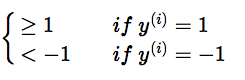 ≥ 1 if y⁽ⁱ⁾ = 1
< −1 if y⁽ⁱ⁾ = −1